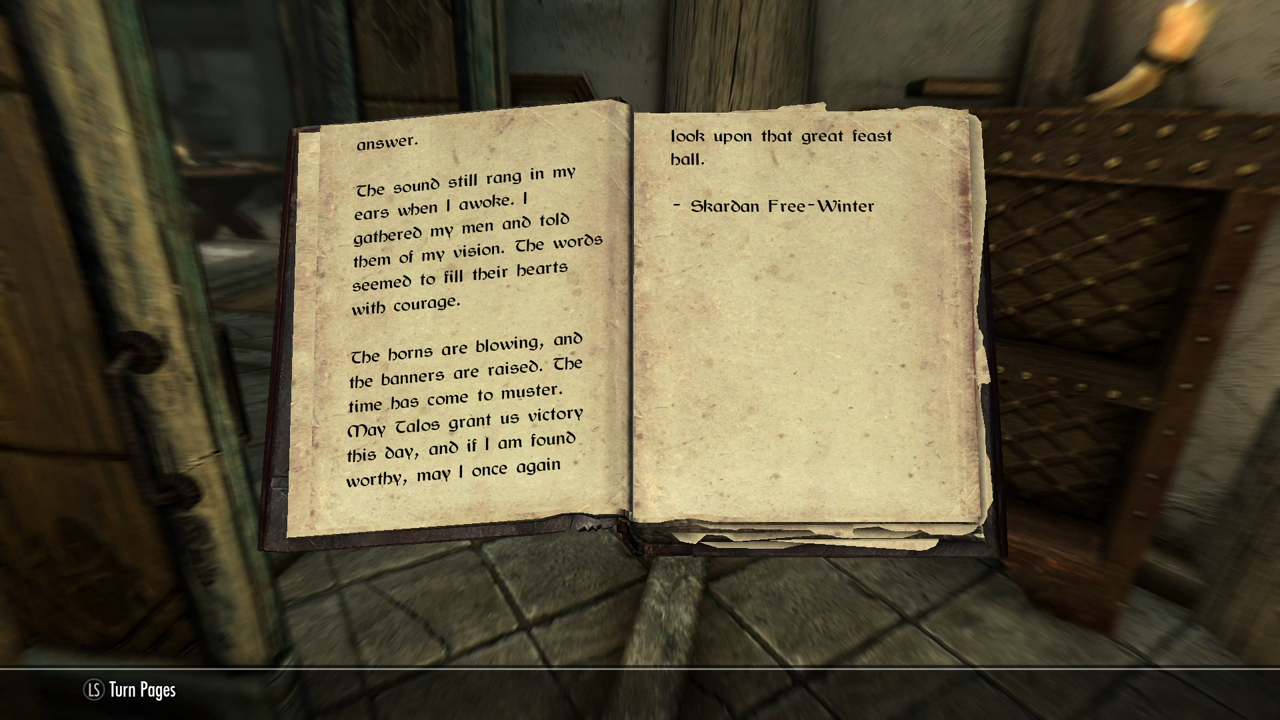 answer.
The sound still rang in my
ears when I awoke. I
gathered my men and told
them of my vision. The words
seemed to fill their hearts
with courage.
The horns are blowing, and
the banners are raised. The
time has come to muster.
May Talos grant us victory
this day, and if I am found
worthy, may I once again
look upon that great feast
hall.
- Skardan Free-Winter
LS Turn Pages